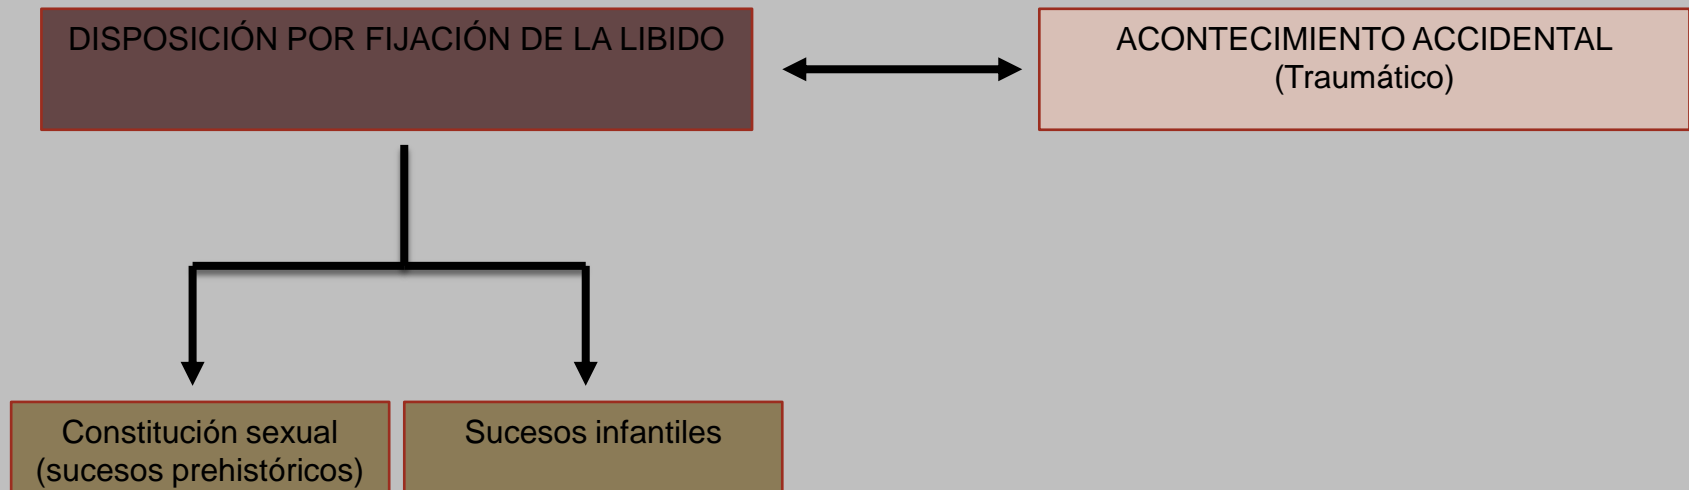 DISPOSICIÓN POR FIJACIÓN DE LA LIBIDO
ACONTECIMIENTO ACCIDENTAL
(Traumático)
Constitución sexual
(sucesos prehistóricos)
Sucesos infantiles